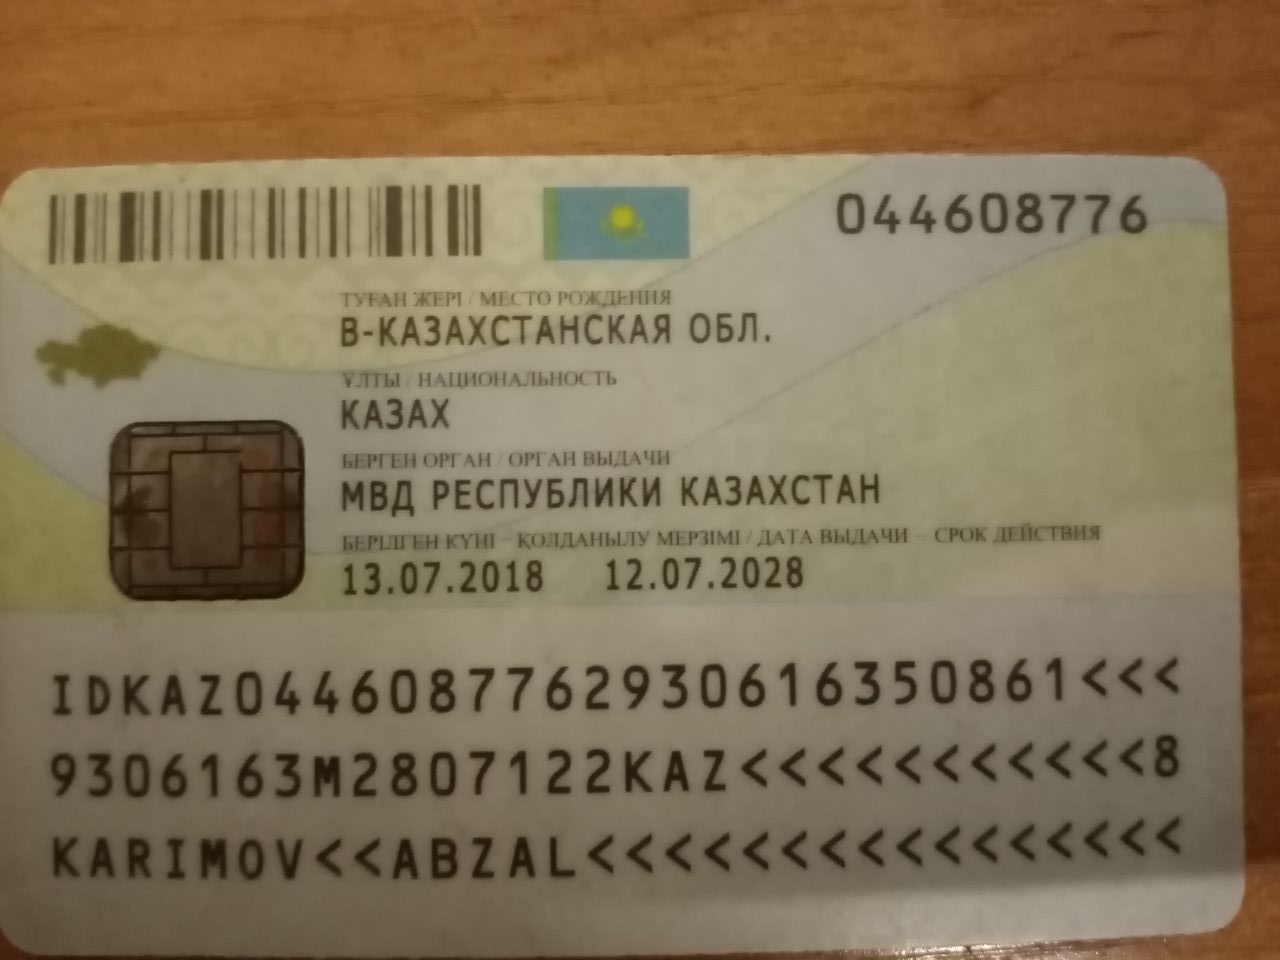 044608776
ТУҒАН ЖЕРІ / МЕСТО РОЖДЕНИЯ
В-КАЗАХСТАНСКАЯ ОБЛ.
ҰЛТЫ / НАЦИОНАЛЬНОСТЬ
КАЗАХ
БЕРГЕН ОРГАН / ОРГАН ВЫДАЧИ
МВД РЕСПУБЛИКИ КАЗАХСТАН
БЕРІЛГЕН КҮНІ – ҚОЛДАНЫЛУ МЕРЗІМІ / ДАТА ВЫДАЧИ – СРОК ДЕЙСТВИЯ
13.07.2018 12.07.2028
IDKAZ0446087762930616350861<<<
9306163M2807122KAZ<<<<<<<<<<<8
KARIMOV<<ABZAL<<<<<<<<<<<<<<<<